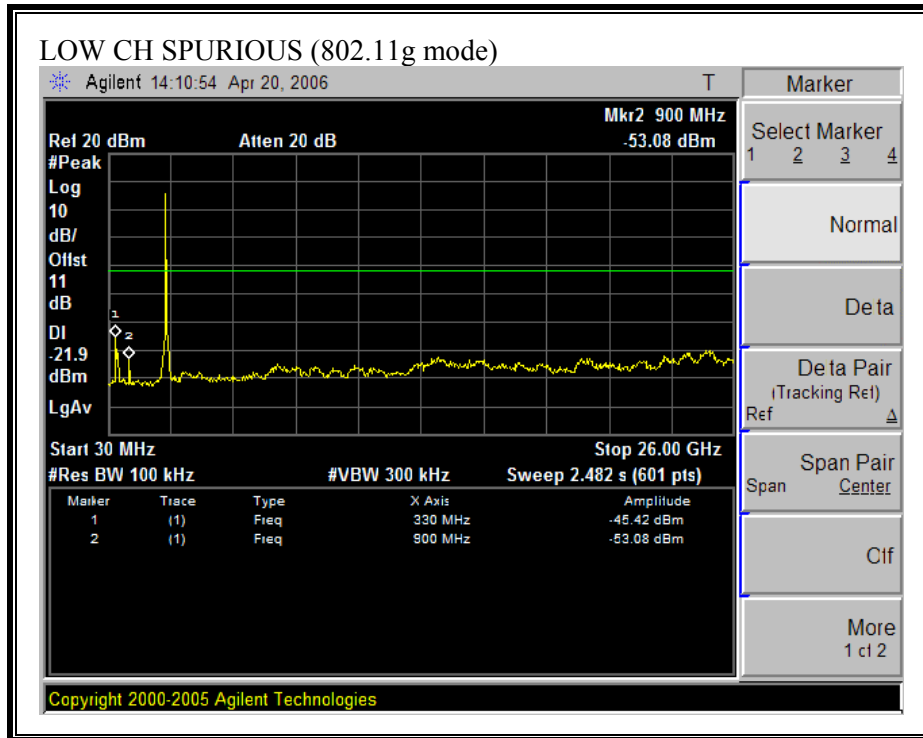 LOW CH SPURIOUS (802.11g mode)
Agilent 14:10:54 Apr 20, 2006 T
Mkr2 900 MHz
Ref 20 dBm Atten 20 dB -53.08 dBm
#Peak
Log
10
dB/
Offst
11
dB
DI
-21.9
dBm
LgAv
1
2
Start 30 MHz Stop 26.00 GHz
#Res BW 100 kHz #VBW 300 kHz Sweep 2.482 s (601 pts)
Marker Trace Type X Axis Amplitude
1 (1) Freq 330 MHz -45.42 dBm
2 (1) Freq 900 MHz -53.08 dBm
Copyright 2000-2005 Agilent Technologies
Marker
Select Marker
1 2 3 4
Normal
Delta
Delta Pair
(Tracking Ref)
Ref Δ
Span Pair
Span Center
Off
More
1 of 2